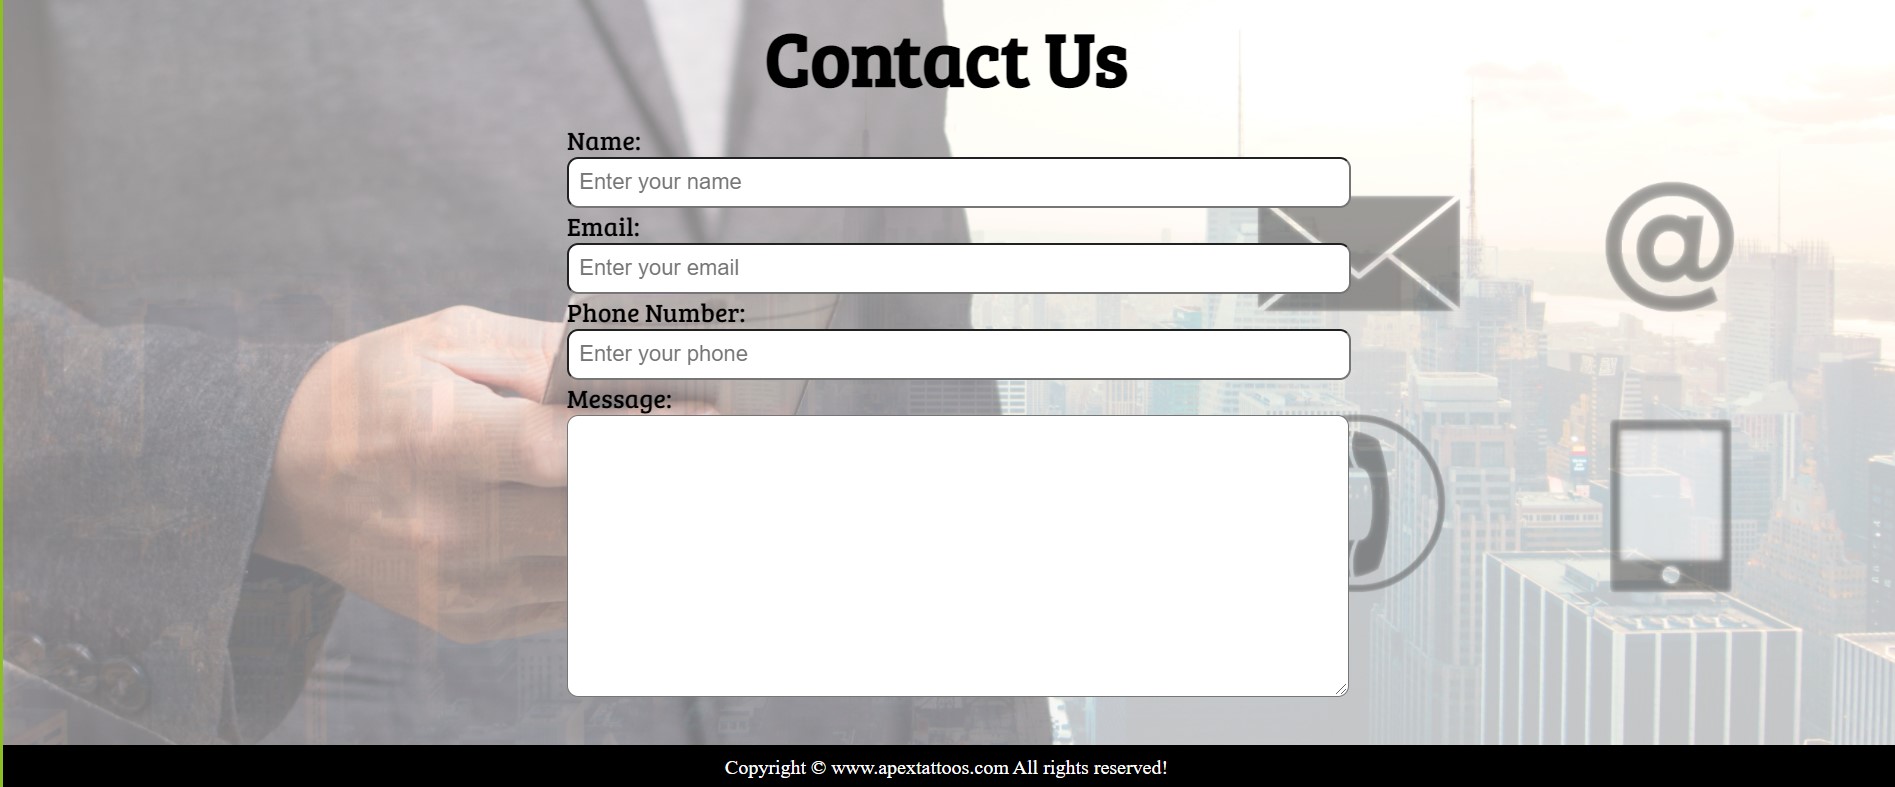 Contact Us
Name:
Enter your name
Email:
Enter your email
Phone Number:
Enter your phone
Message:
Copyright © www.apextattoos.com All rights reserved!